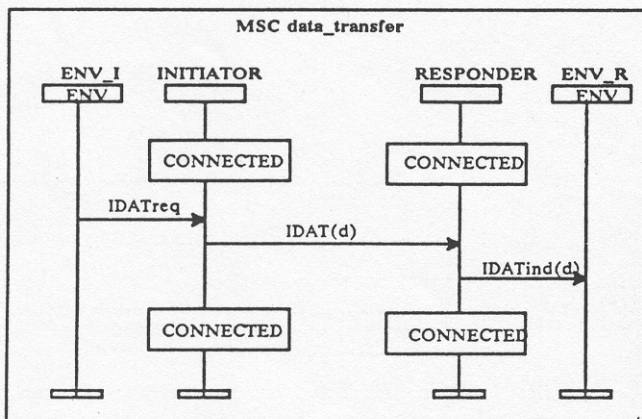 MSC data_transfer
ENV_I INITIATOR RESPONDER ENV_R
ENV ENV
CONNECTED CONNECTED
IDATreq
IDAT(d)
IDATind(d)
CONNECTED CONNECTED